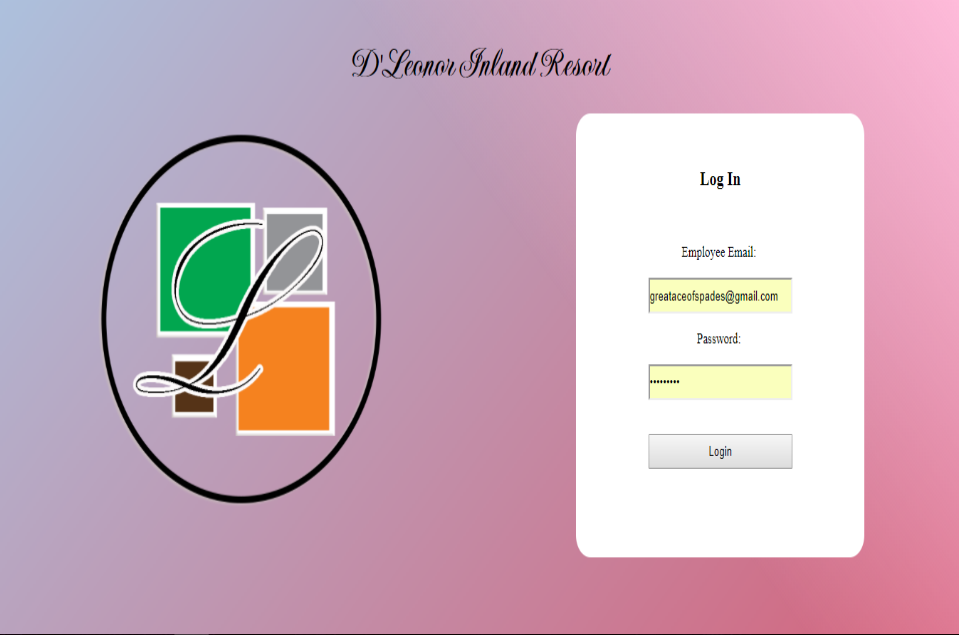 D'Leonor Inland Resort
L
Log In
Employee Email:
greataceofspades@gmail.com
Password:
•••••••••
Login